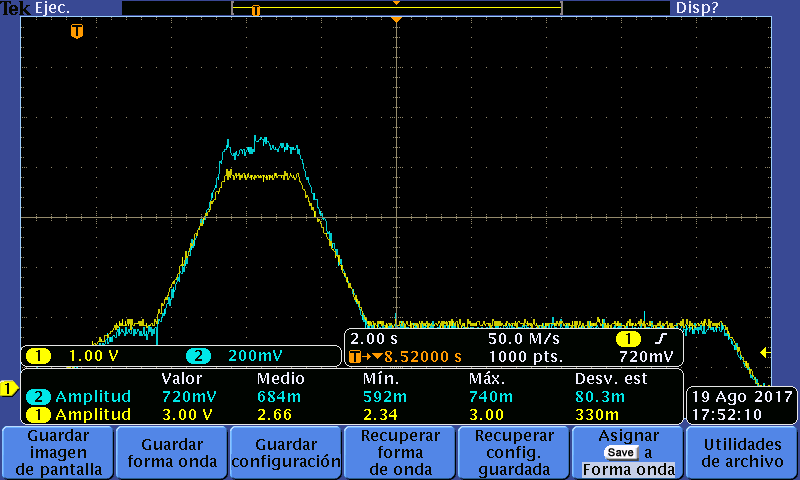 Tek Ejec. T Disp?
T
1 1.00 V 2 200mV
2.00 s 50.0 M/s 1 
T→▼8.52000 s 1000 pts. 720mV
1
Valor Medio Mín. Máx. Desv. est
2 Amplitud 720mV 684m 592m 740m 80.3m
1 Amplitud 3.00 V 2.66 2.34 3.00 330m
19 Ago 2017
17:52:10
Guardar
imagen
de pantalla
Guardar
forma onda
Guardar
configuración
Recuperar
forma
de onda
Recuperar
config.
guardada
Asignar
Save a
Forma onda
Utilidades
de archivo